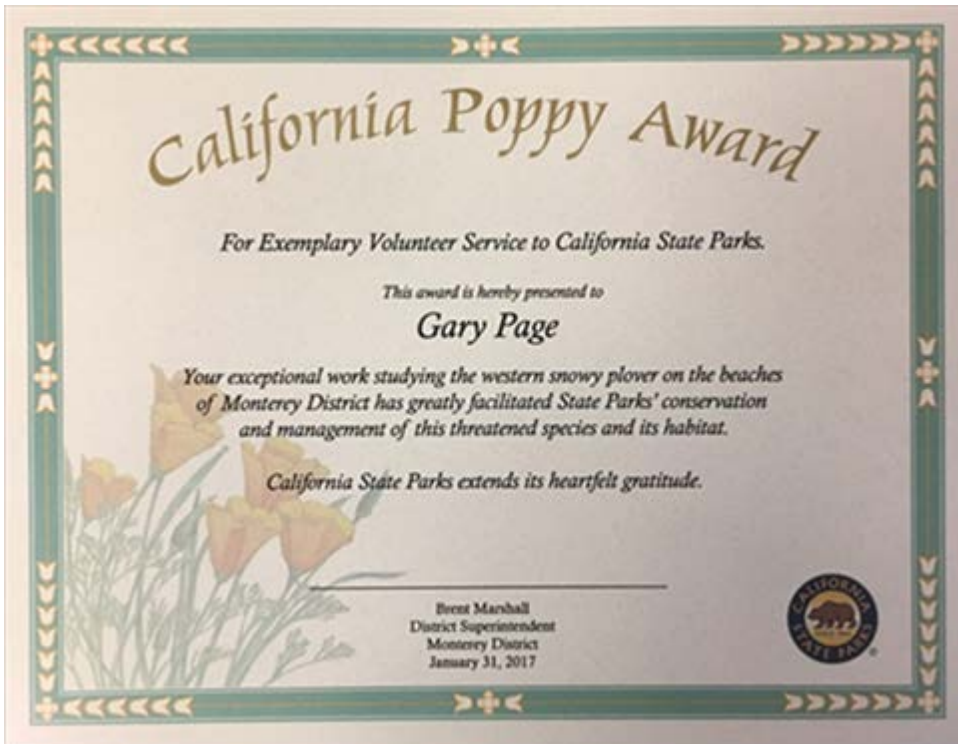 California Poppy Award
For Exemplary Volunteer Service to California State Parks.
This award is hereby presented to
Gary Page
Your exceptional work studying the western snowy plover on the beaches
of Monterey District has greatly facilitated State Parks' conservation
and management of this threatened species and its habitat.
California State Parks extends its heartfelt gratitude.
Brent Marshall
District Superintendent
Monterey District
January 31, 2017
CALIFORNIA
STATE PARKS